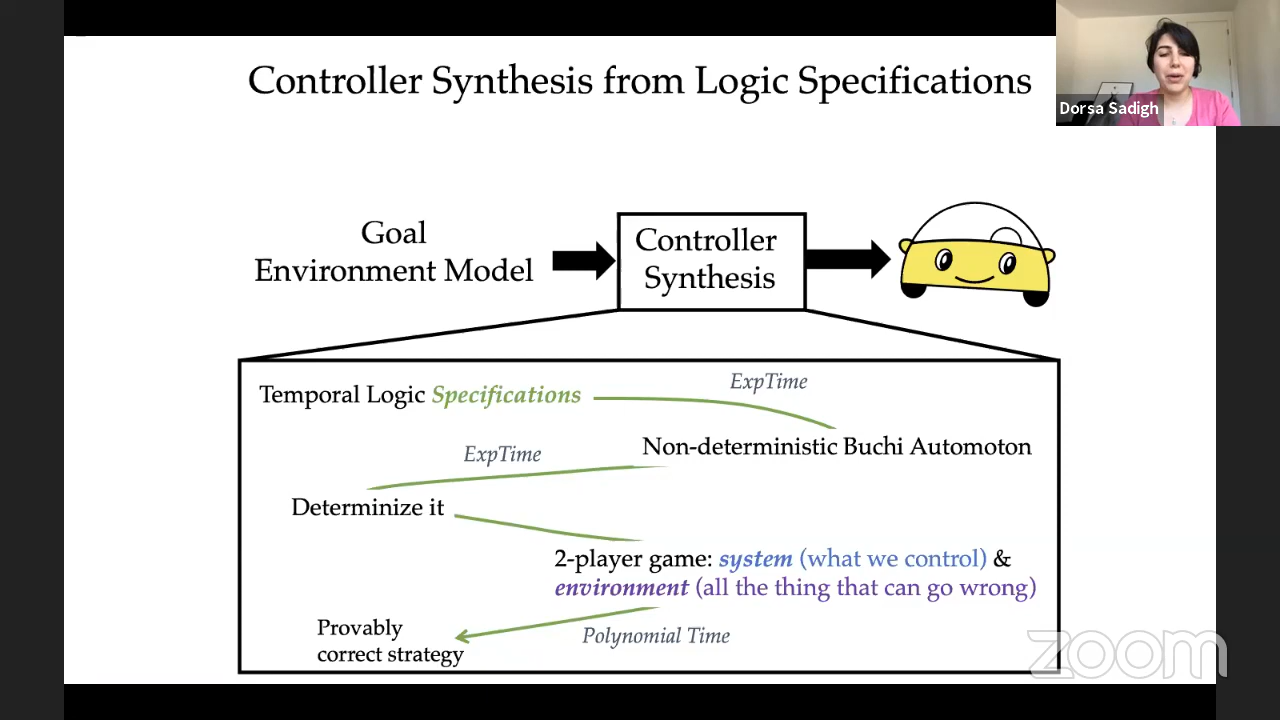 Controller Synthesis from Logic Specifications
Dorsa Sadigh
Goal
Environment Model
Controller
Synthesis
Temporal Logic Specifications
ExpTime
Non-deterministic Buchi Automoton
ExpTime
Determinize it
2-player game: system (what we control) &
environment (all the thing that can go wrong)
Provably
correct strategy
Polynomial Time
zoom